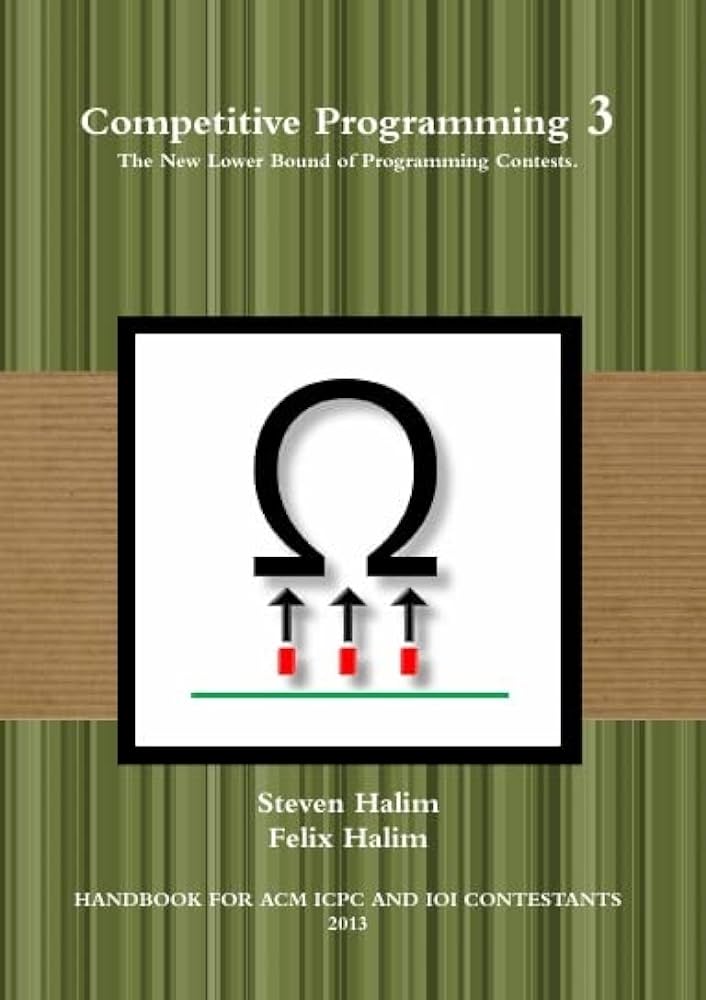 Competitive Programming 3
The New Lower Bound of Programming Contests.
Ω
Steven Halim
Felix Halim
HANDBOOK FOR ACM ICPC AND IOI CONTESTANTS
2013